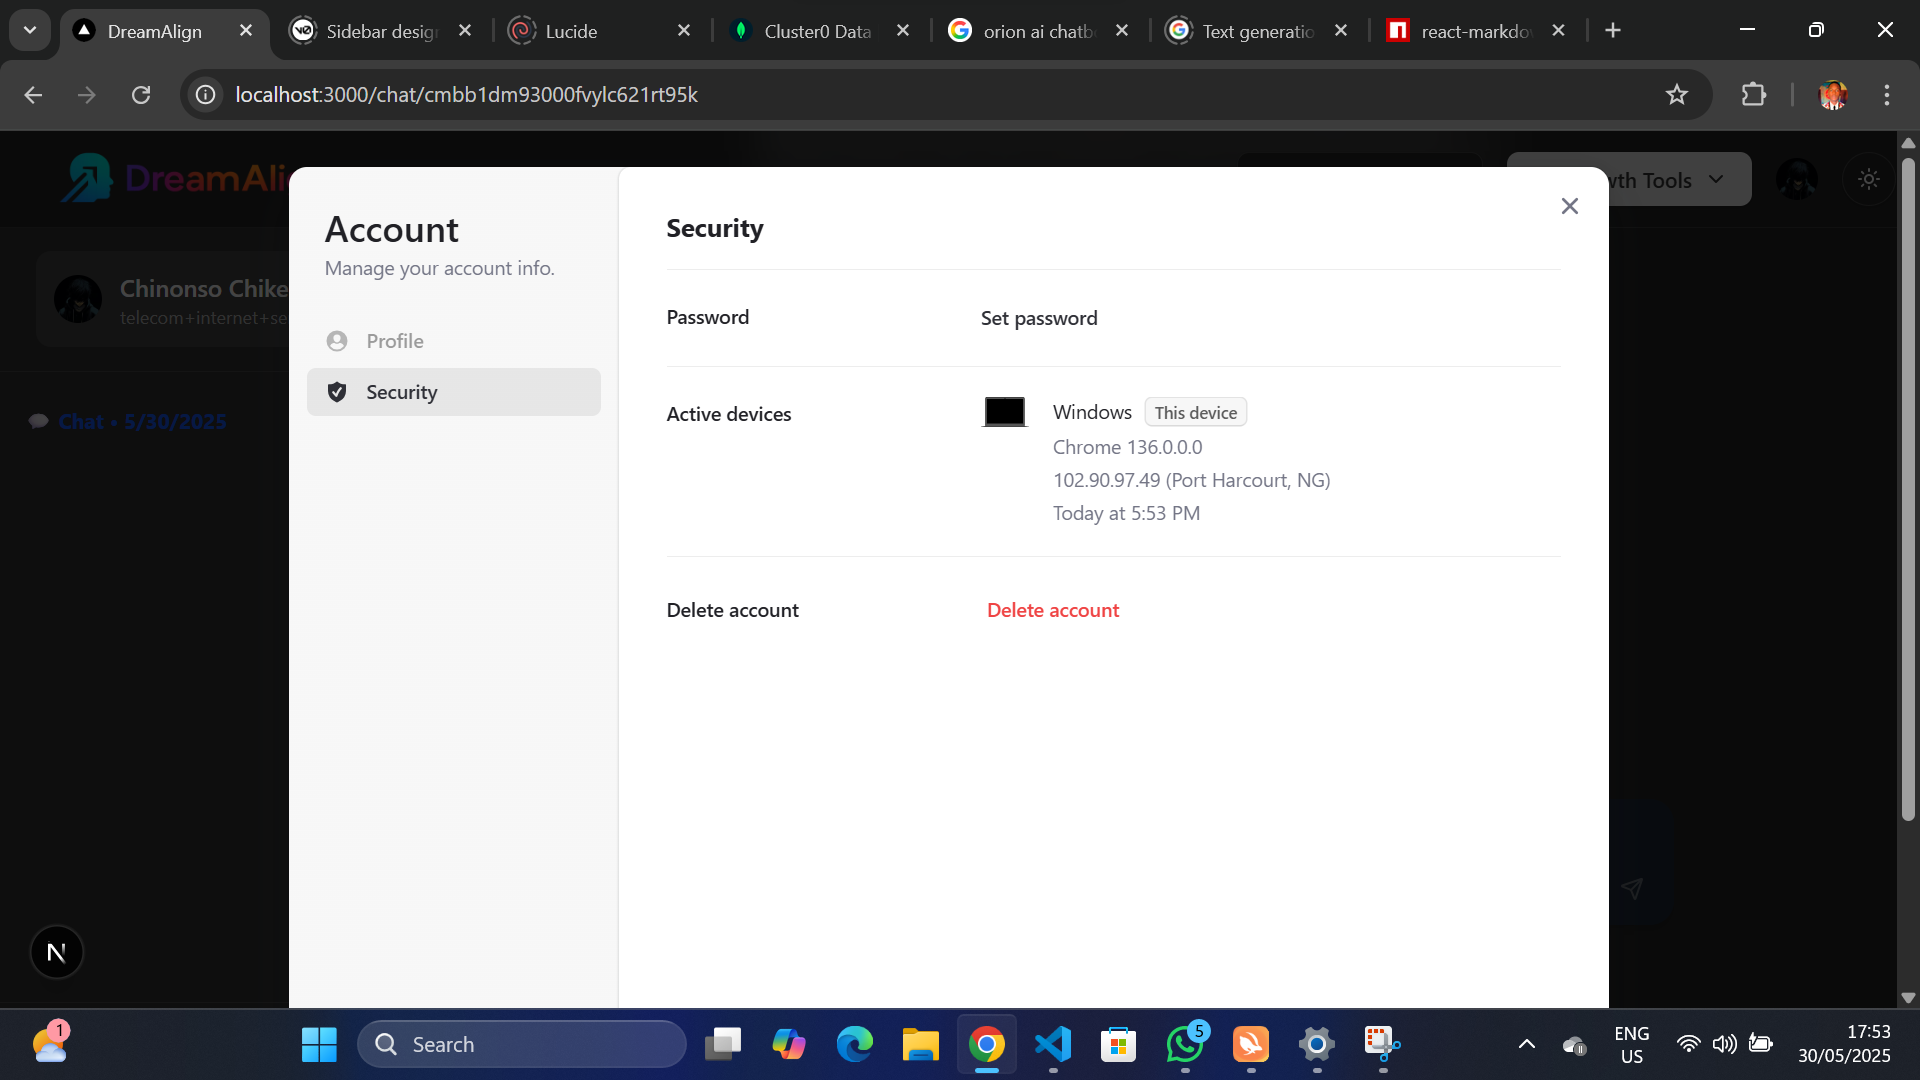 DreamAlign
Sidebar desig
Lucide
Cluster0 Data
orion ai chatb
Text generatio
react-markdo
localhost:3000/chat/cmbb1dm93000fvylc621rt95k
DreamAli
wth Tools
Account
Manage your account info.
Profile
Security
Chinonso Chike
telecom+internet+se
Chat • 5/30/2025
Security
Password
Set password
Active devices
Windows
This device
Chrome 136.0.0.0
102.90.97.49 (Port Harcourt, NG)
Today at 5:53 PM
Delete account
Delete account
N
1
Search
5
ENG
US
17:53
30/05/2025